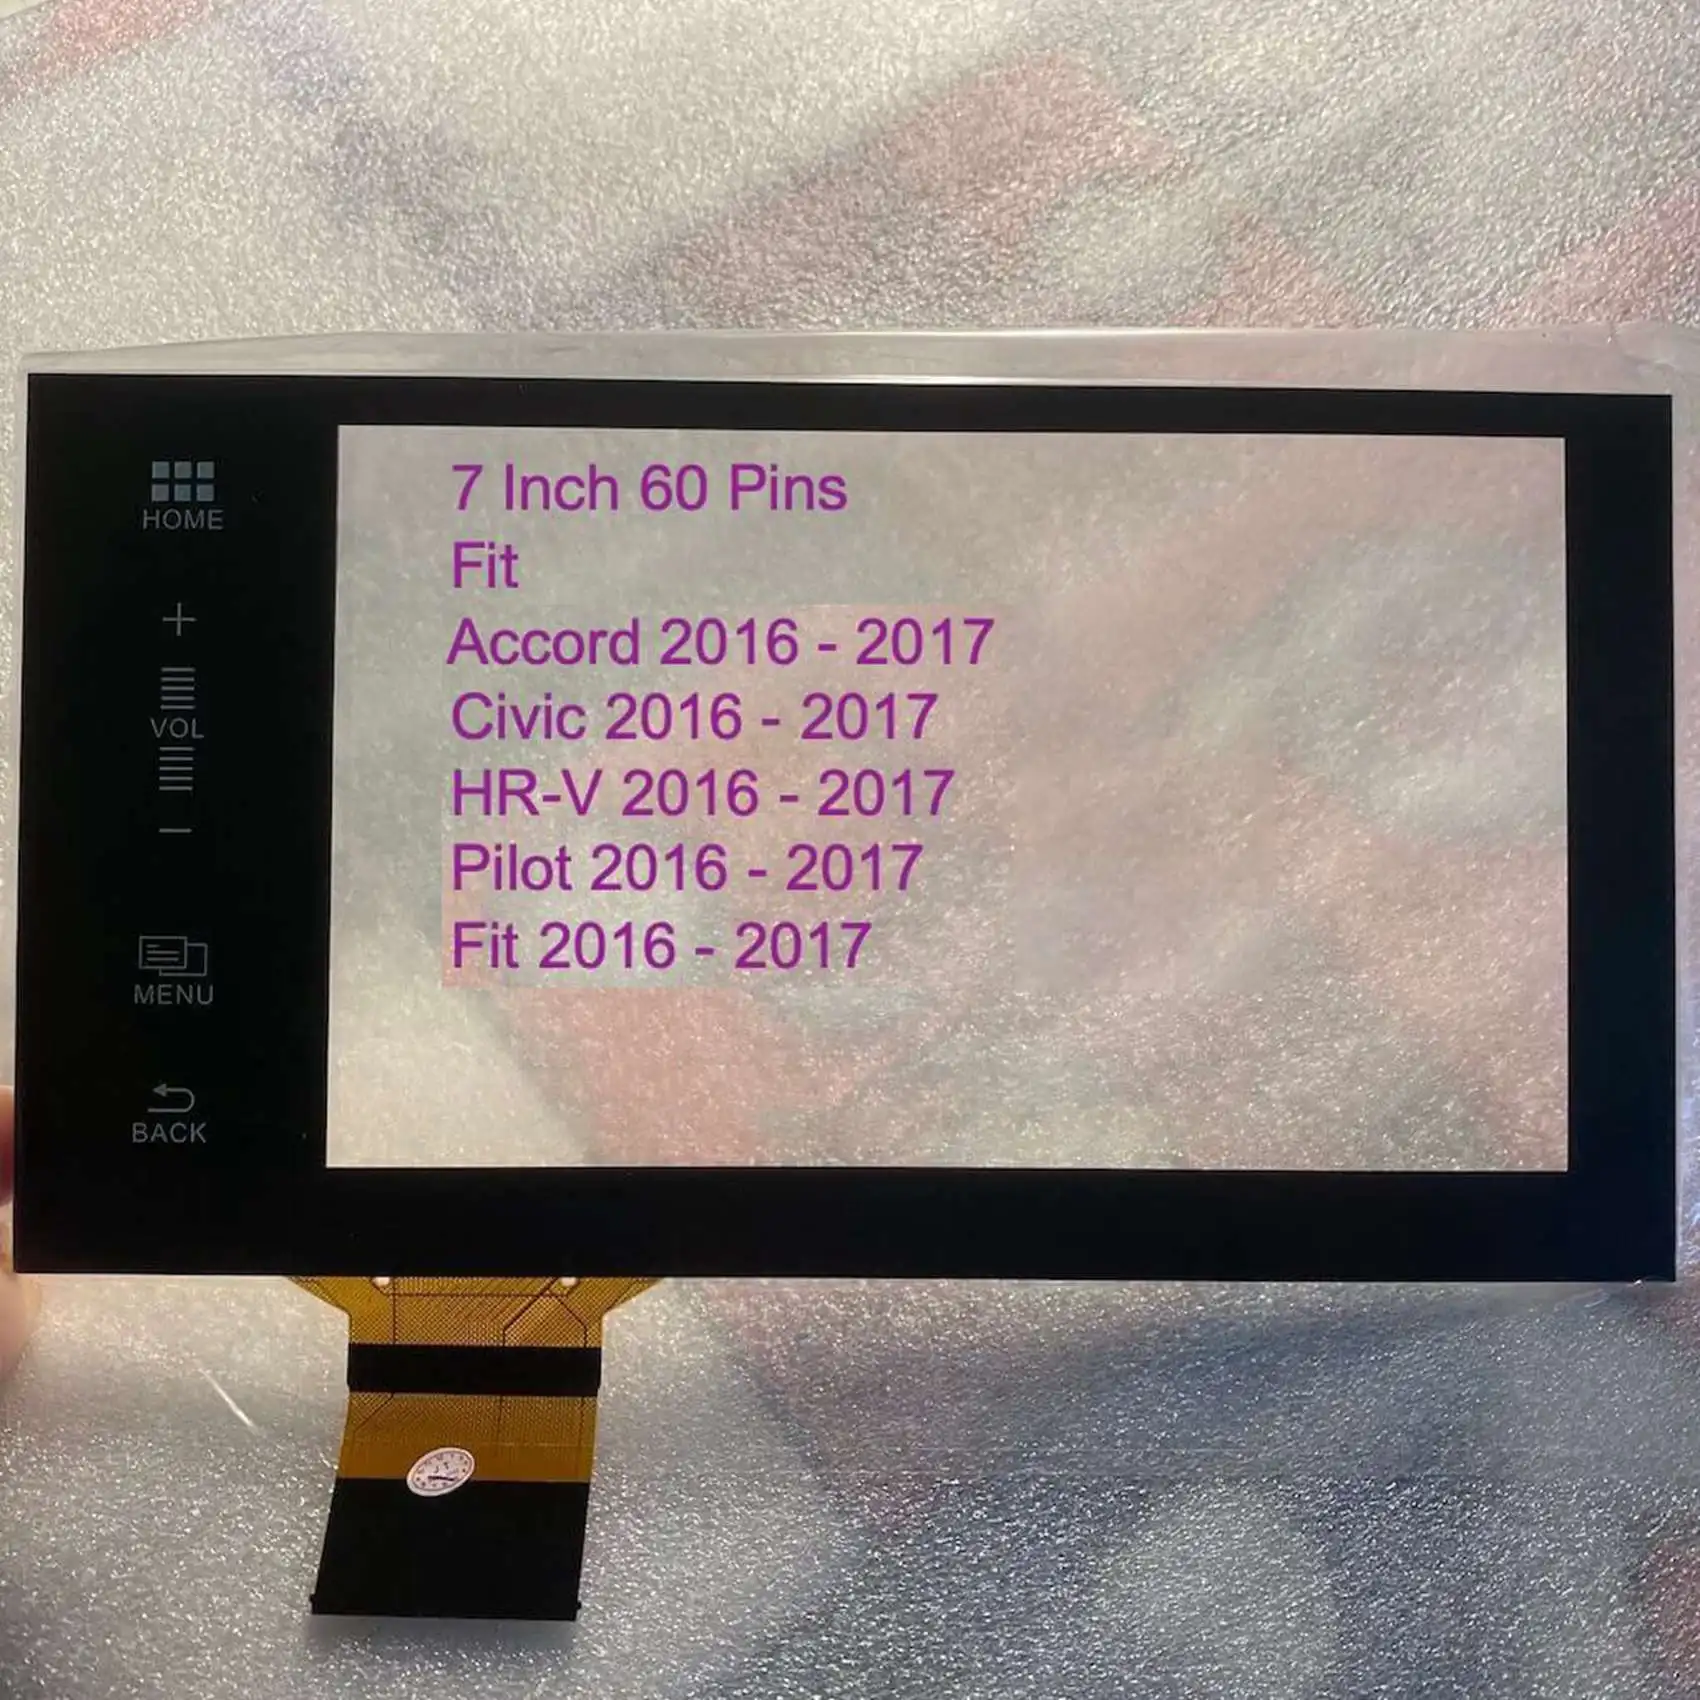 HOME
VOL
MENU
BACK
7 Inch 60 Pins
Fit
Accord 2016 - 2017
Civic 2016 - 2017
HR-V 2016 - 2017
Pilot 2016 - 2017
Fit 2016 - 2017